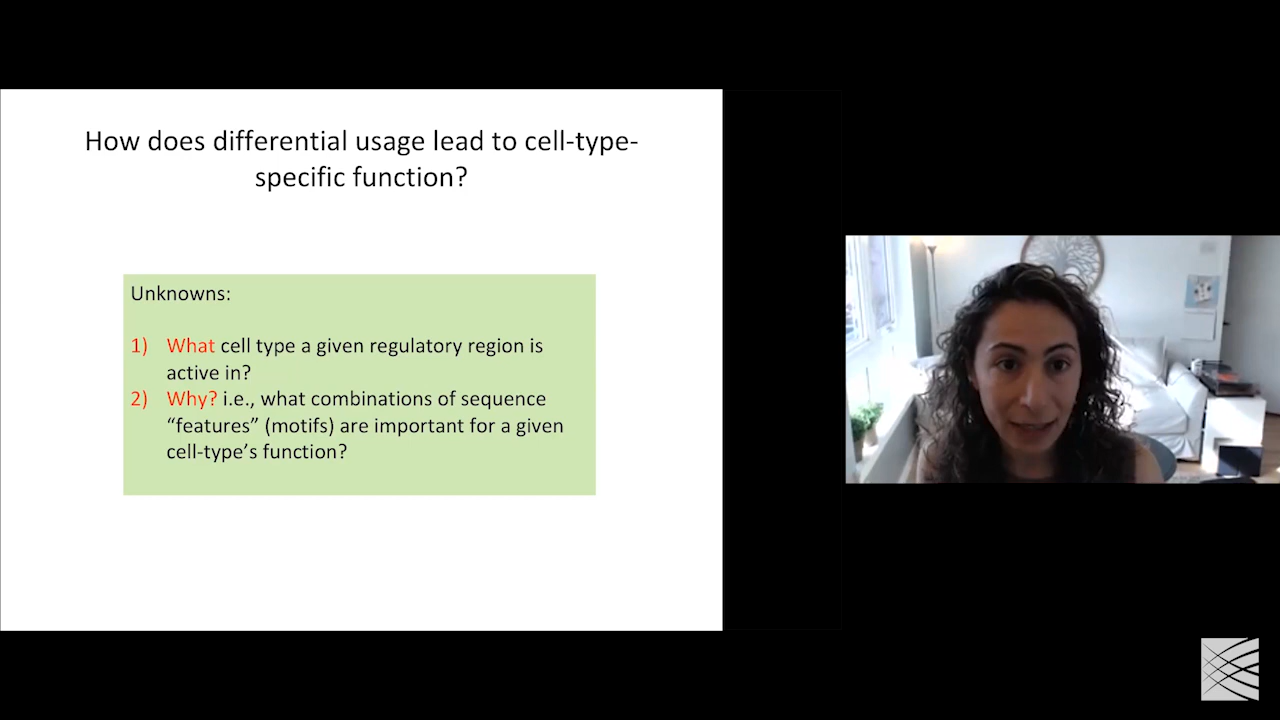 How does differential usage lead to cell-type-
specific function?
Unknowns:
1) What cell type a given regulatory region is
active in?
2) Why? i.e., what combinations of sequence
“features” (motifs) are important for a given
cell-type’s function?